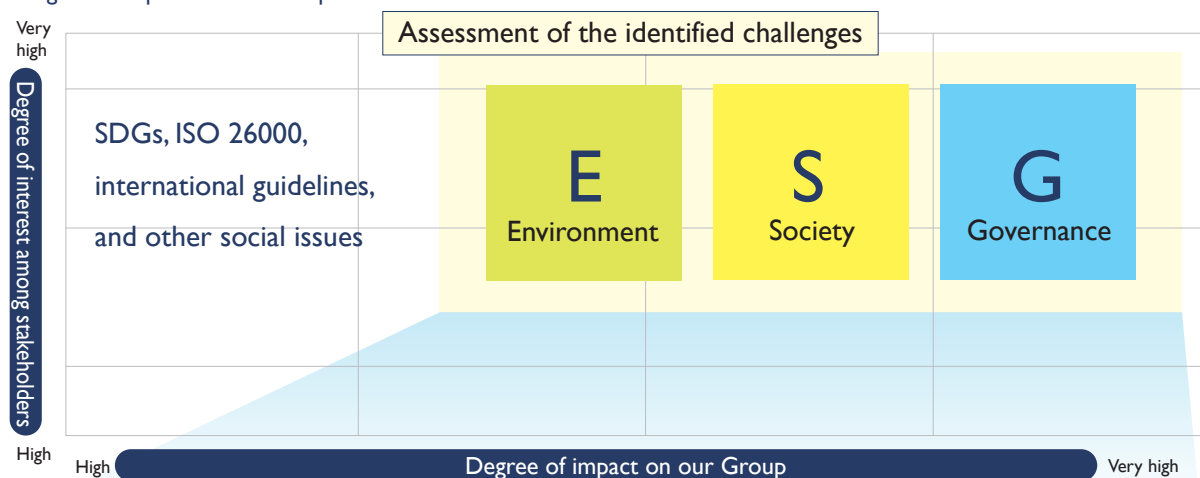 Very
high
Assessment of the identified challenges
Degree of interest among stakeholders
SDGs, ISO 26000,
international guidelines,
and other social issues
E
Environment
S
Society
G
Governance
High
High
Degree of impact on our Group
Very high